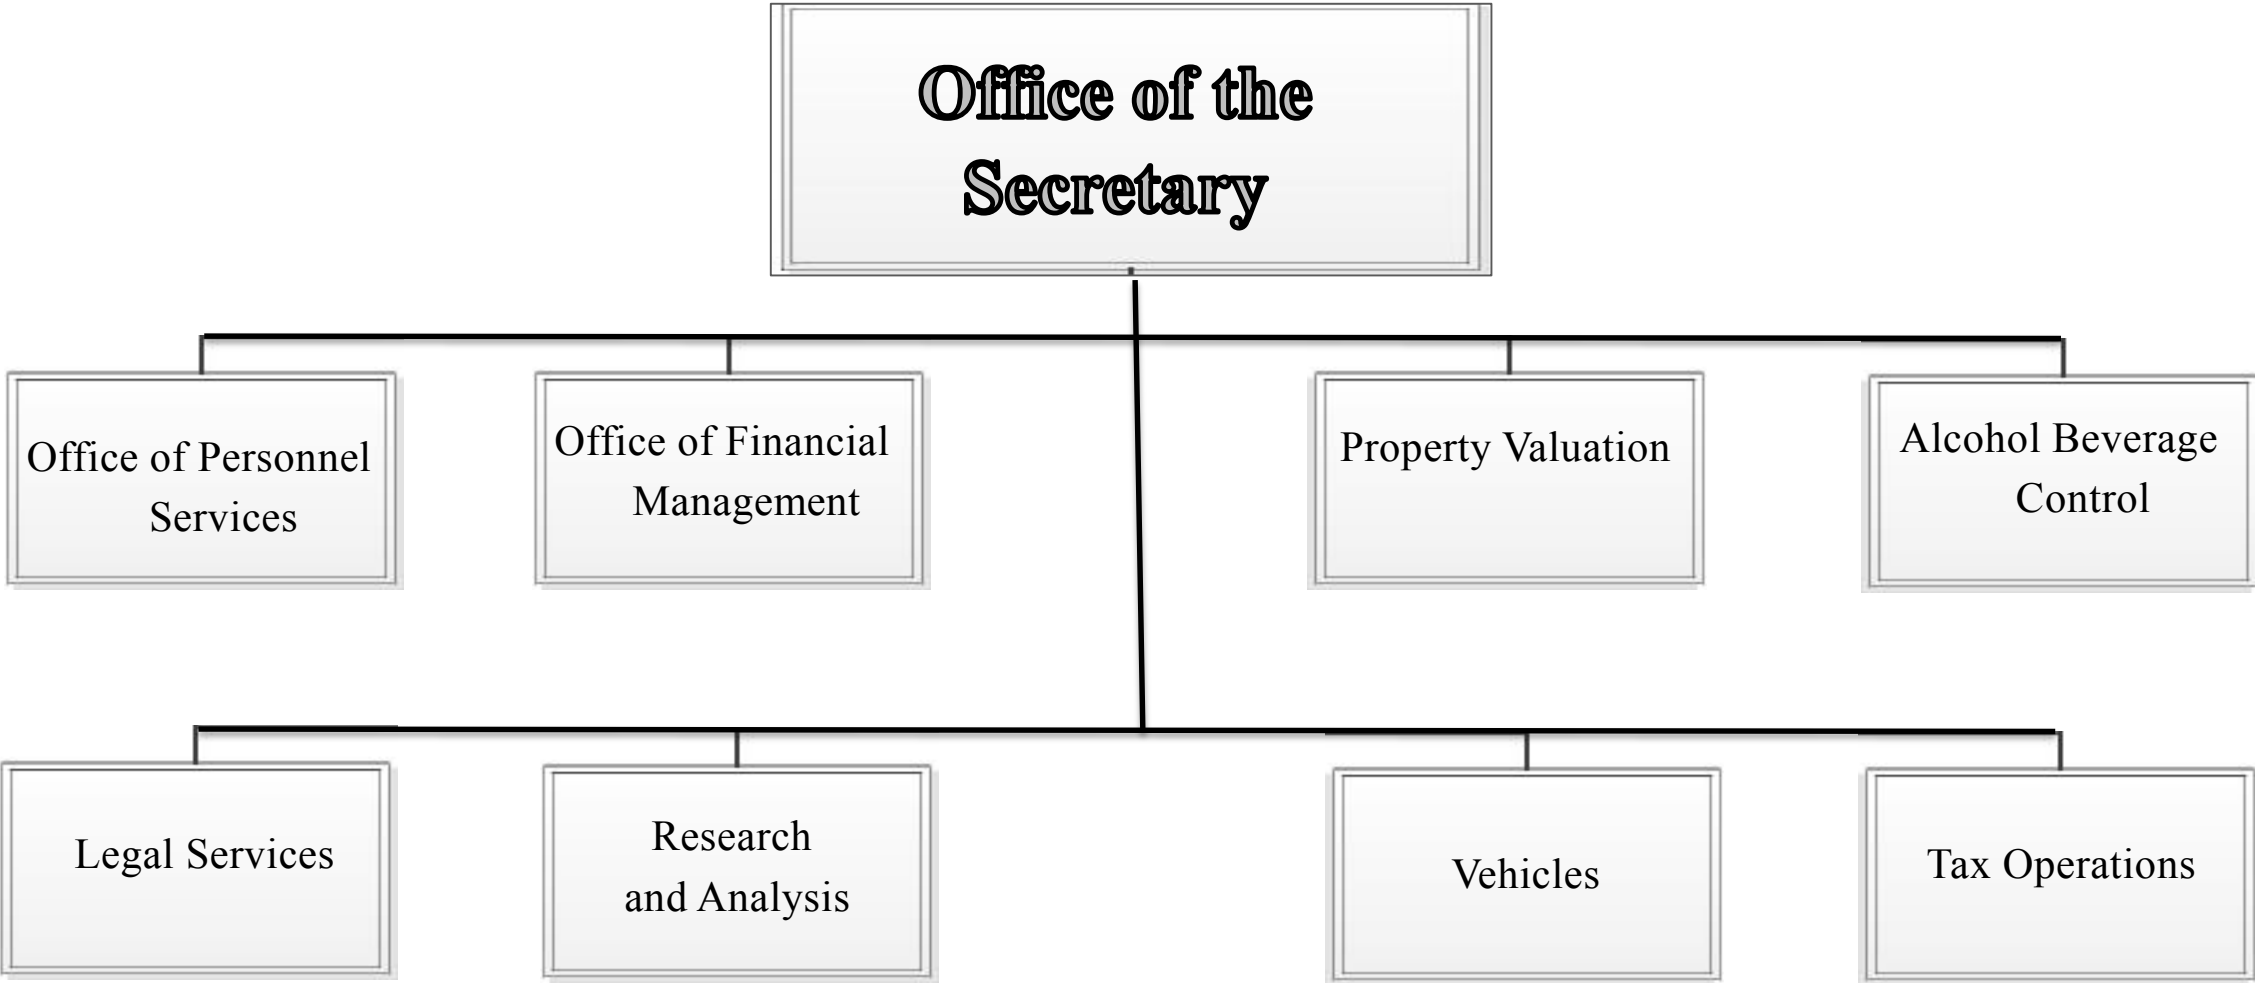 Office of the
Secretary
Office of Personnel
Services
Office of Financial
Management
Property Valuation
Alcohol Beverage
Control
Legal Services
Research
and Analysis
Vehicles
Tax Operations